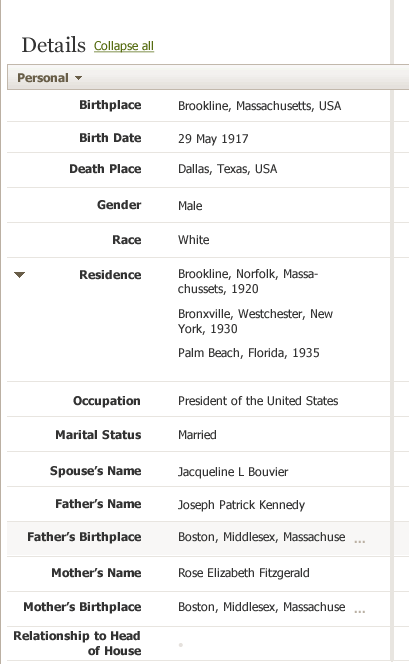 Details Collapse all
Personal
Birthplace Brookline, Massachusetts, USA
Birth Date 29 May 1917
Death Place Dallas, Texas, USA
Gender Male
Race White
Residence Brookline, Norfolk, Massa-
chussets, 1920
Bronxville, Westchester, New
York, 1930
Palm Beach, Florida, 1935
Occupation President of the United States
Marital Status Married
Spouse's Name Jacqueline L Bouvier
Father's Name Joseph Patrick Kennedy
Father's Birthplace Boston, Middlesex, Massachuse ...
Mother's Name Rose Elizabeth Fitzgerald
Mother's Birthplace Boston, Middlesex, Massachuse ...
Relationship to Head
of House